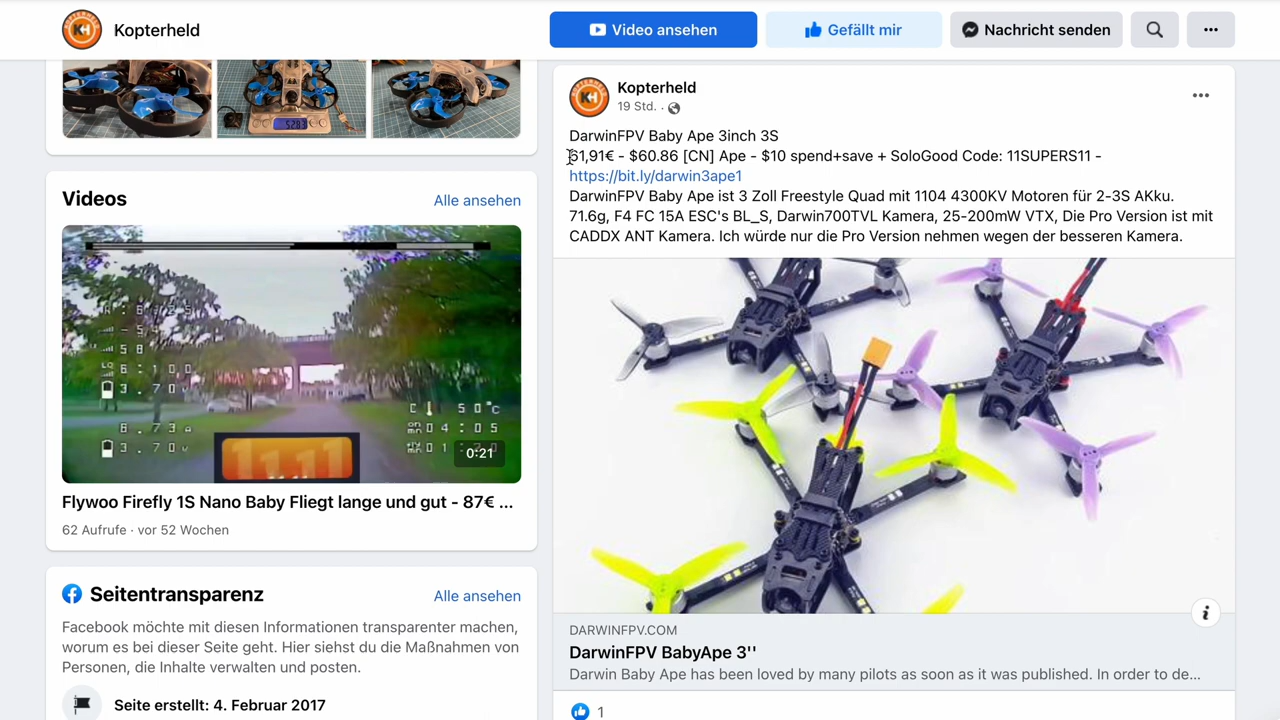 KH
Kopterheld
Video ansehen
Gefällt mir
Nachricht senden
Videos
Alle ansehen
0:21
Flywoo Firefly 1S Nano Baby Fliegt lange und gut - 87€ ...
62 Aufrufe · vor 52 Wochen
Seitentransparenz
Alle ansehen
Facebook möchte mit diesen Informationen transparenter machen,
worum es bei dieser Seite geht. Hier siehst du die Maßnahmen von
Personen, die Inhalte verwalten und posten.
Seite erstellt: 4. Februar 2017
KH
Kopterheld
19 Std. ·
DarwinFPV Baby Ape 3inch 3S
61,91€ - $60.86 [CN] Ape - $10 spend+save + SoloGood Code: 11SUPERS11 -
https://bit.ly/darwin3ape1
DarwinFPV Baby Ape ist 3 Zoll Freestyle Quad mit 1104 4300KV Motoren für 2-3S AKku.
71.6g, F4 FC 15A ESC's BL_S, Darwin700TVL Kamera, 25-200mW VTX, Die Pro Version ist mit
CADDX ANT Kamera. Ich würde nur die Pro Version nehmen wegen der besseren Kamera.
DARWINFPV.COM
DarwinFPV BabyApe 3''
Darwin Baby Ape has been loved by many pilots as soon as it was published. In order to de...
1